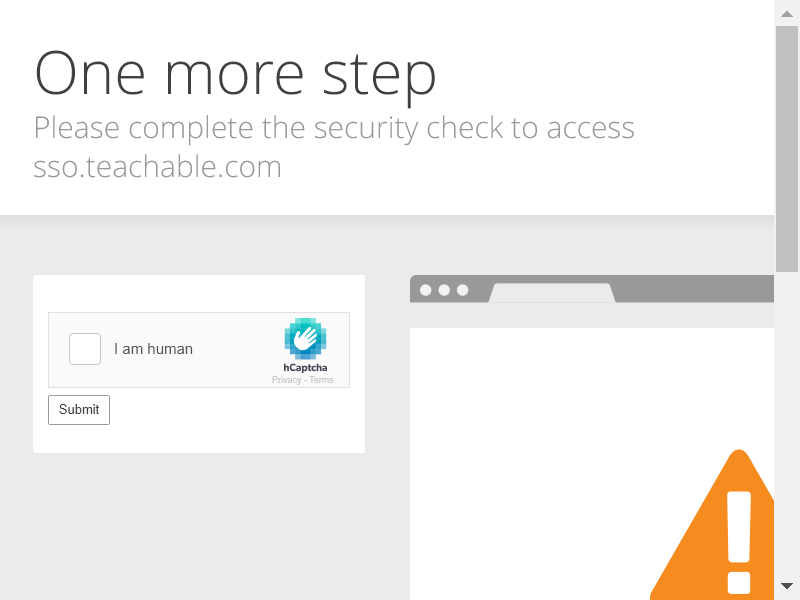 One more step
Please complete the security check to access
sso.teachable.com
I am human
hCaptcha
Privacy - Terms
Submit